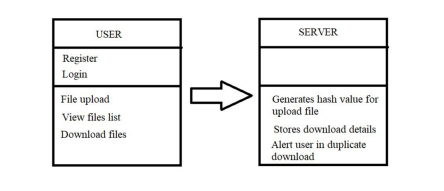 USER
Register
Login
File upload
View files list
Download files
SERVER
Generates hash value for
upload file
Stores download details
Alert user in duplicate
download